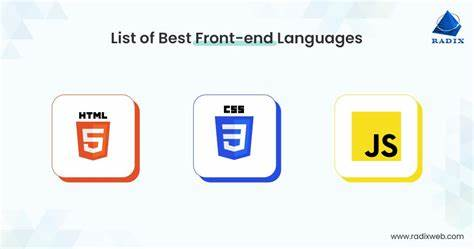 RADIX
List of Best Front-end Languages
HTML
5
CSS
3
JS
www.radixweb.com